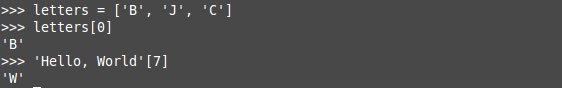 >>> letters = ['B', 'J', 'C']
>>> letters[0]
'B'
>>> 'Hello, World'[7]
'W'